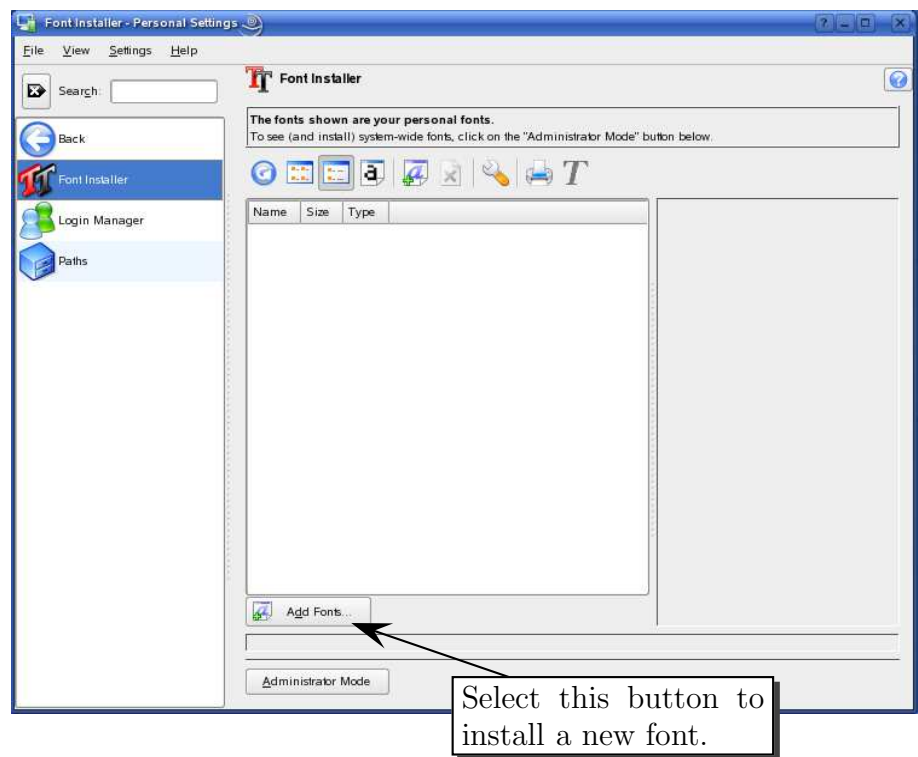 Font Installer - Personal Settings
File View Settings Help
Search:
Back
Font Installer
Login Manager
Paths
Font Installer
The fonts shown are your personal fonts.
To see (and install) system-wide fonts, click on the "Administrator Mode" button below.
Name Size Type
Add Fonts...
Administrator Mode
Select this button to
install a new font.